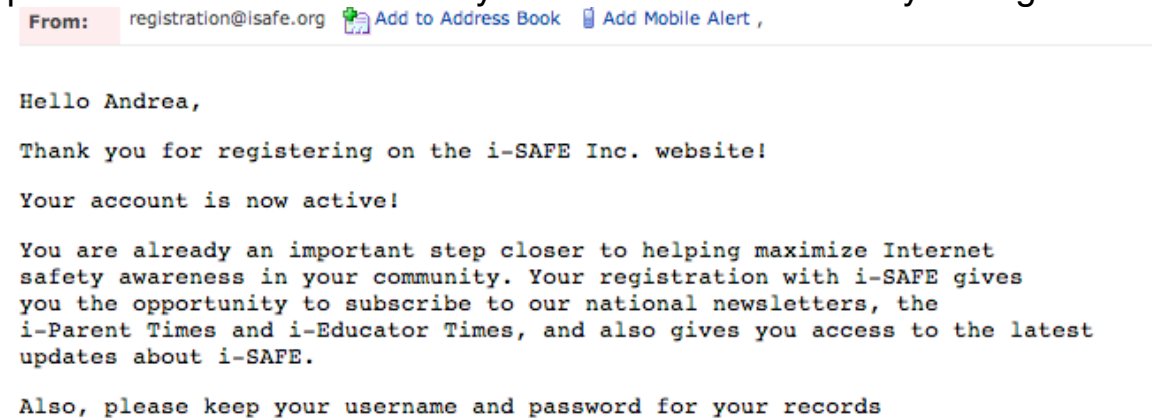 From: registration@isafe.org Add to Address Book Add Mobile Alert ,
Hello Andrea,
Thank you for registering on the i-SAFE Inc. website!
Your account is now active!
You are already an important step closer to helping maximize Internet
safety awareness in your community. Your registration with i-SAFE gives
you the opportunity to subscribe to our national newsletters, the
i-Parent Times and i-Educator Times, and also gives you access to the latest
updates about i-SAFE.
Also, please keep your username and password for your records